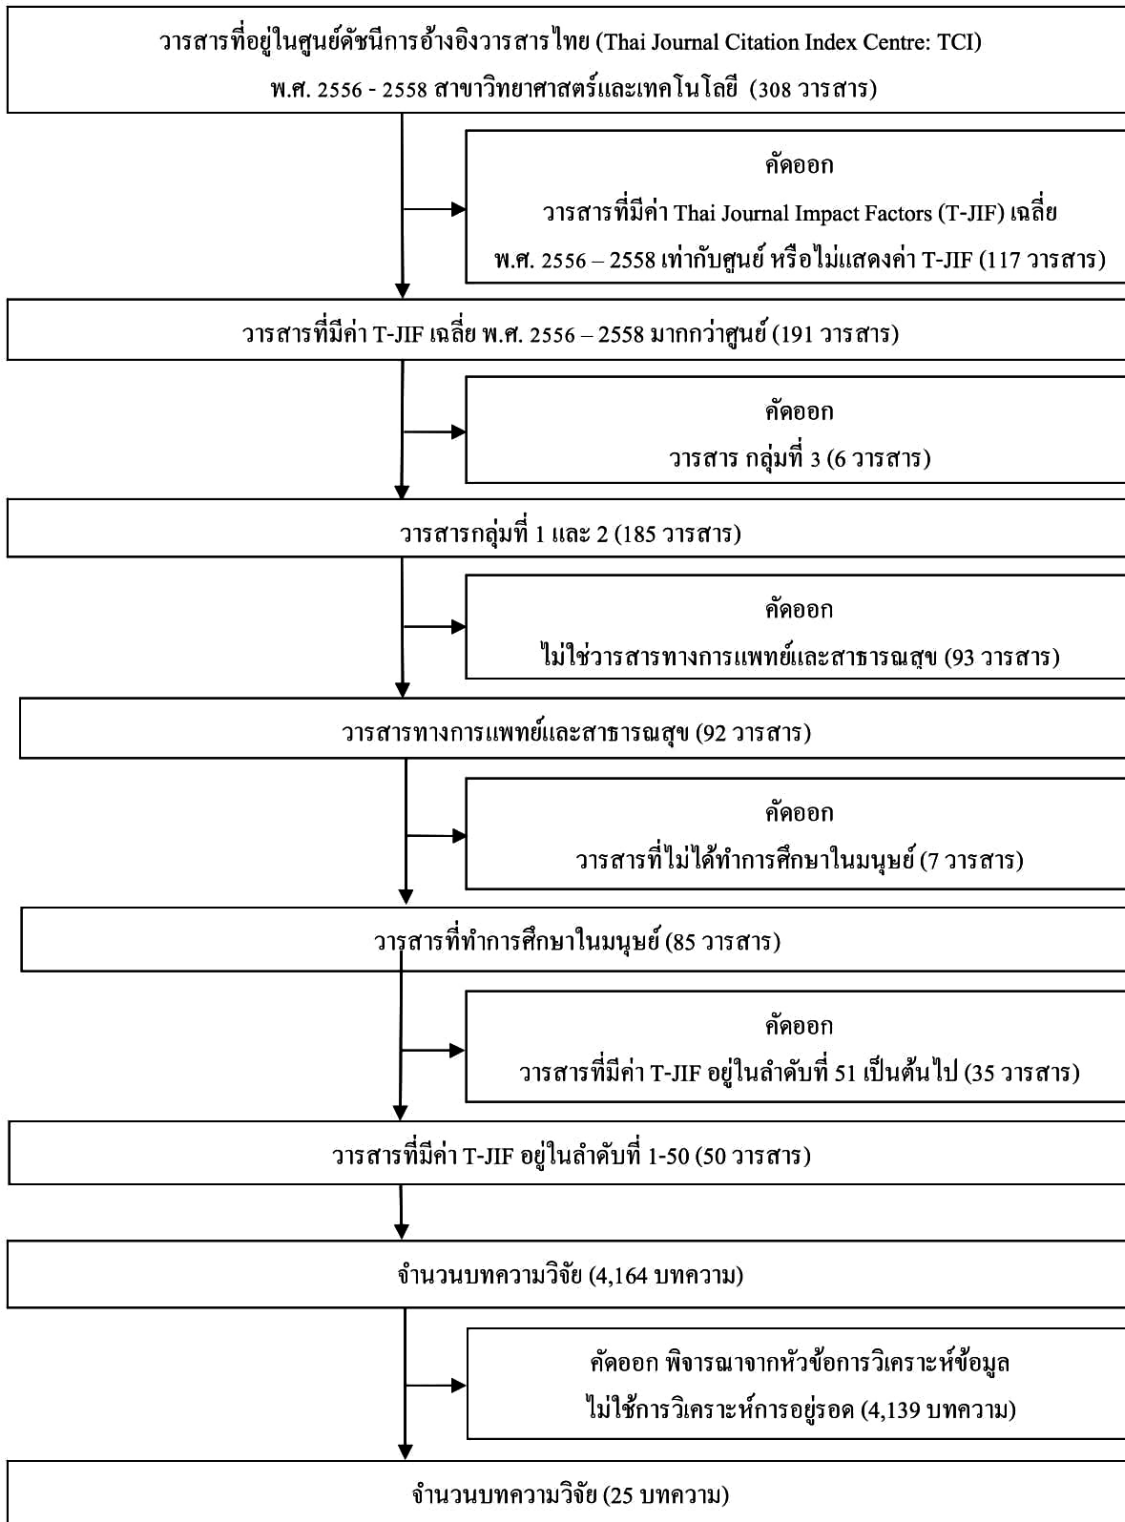 วารสารที่อยู่ในศูนย์ดัชนีการอ้างอิงวารสารไทย (Thai Journal Citation Index Centre: TCI)
พ.ศ. 2556 - 2558 สาขาวิทยาศาสตร์และเทคโนโลยี (308 วารสาร)
คัดออก
วารสารที่มีค่า Thai Journal Impact Factors (T-JIF) เฉลี่ย
พ.ศ. 2556 – 2558 เท่ากับศูนย์ หรือไม่แสดงค่า T-JIF (117 วารสาร)
วารสารที่มีค่า T-JIF เฉลี่ย พ.ศ. 2556 – 2558 มากกว่าศูนย์ (191 วารสาร)
คัดออก
วารสาร กลุ่มที่ 3 (6 วารสาร)
วารสารกลุ่มที่ 1 และ 2 (185 วารสาร)
คัดออก
ไม่ใช่วารสารทางการแพทย์และสาธารณสุข (93 วารสาร)
วารสารทางการแพทย์และสาธารณสุข (92 วารสาร)
คัดออก
วารสารที่ไม่ได้ทำการศึกษาในมนุษย์ (7 วารสาร)
วารสารที่ทำการศึกษาในมนุษย์ (85 วารสาร)
คัดออก
วารสารที่มีค่า T-JIF อยู่ในลำดับที่ 51 เป็นต้นไป (35 วารสาร)
วารสารที่มีค่า T-JIF อยู่ในลำดับที่ 1-50 (50 วารสาร)
จำนวนบทความวิจัย (4,164 บทความ)
คัดออก พิจารณาจากหัวข้อการวิเคราะห์ข้อมูล
ไม่ใช้การวิเคราะห์การอยู่รอด (4,139 บทความ)
จำนวนบทความวิจัย (25 บทความ)